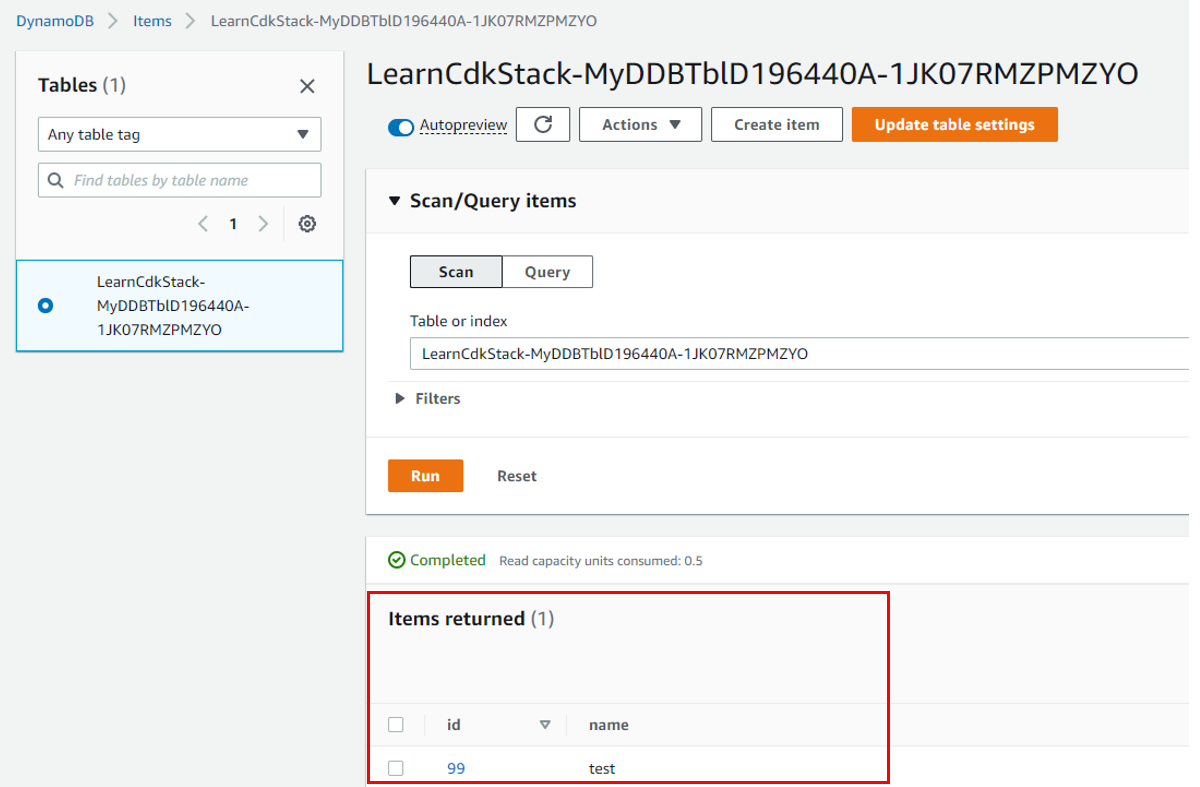 DynamoDB > Items > LearnCdkStack-MyDDBTblD196440A-1JK07RMZPMZYO
Tables (1)
Any table tag
Find tables by table name
1
LearnCdkStack-
MyDDBTblD196440A-
1JK07RMZPMZYO
LearnCdkStack-MyDDBTblD196440A-1JK07RMZPMZYO
Autopreview
Actions
Create item
Update table settings
Scan/Query items
Scan
Query
Table or index
LearnCdkStack-MyDDBTblD196440A-1JK07RMZPMZYO
Filters
Run
Reset
Completed
Read capacity units consumed: 0.5
Items returned (1)
id
name
99
test